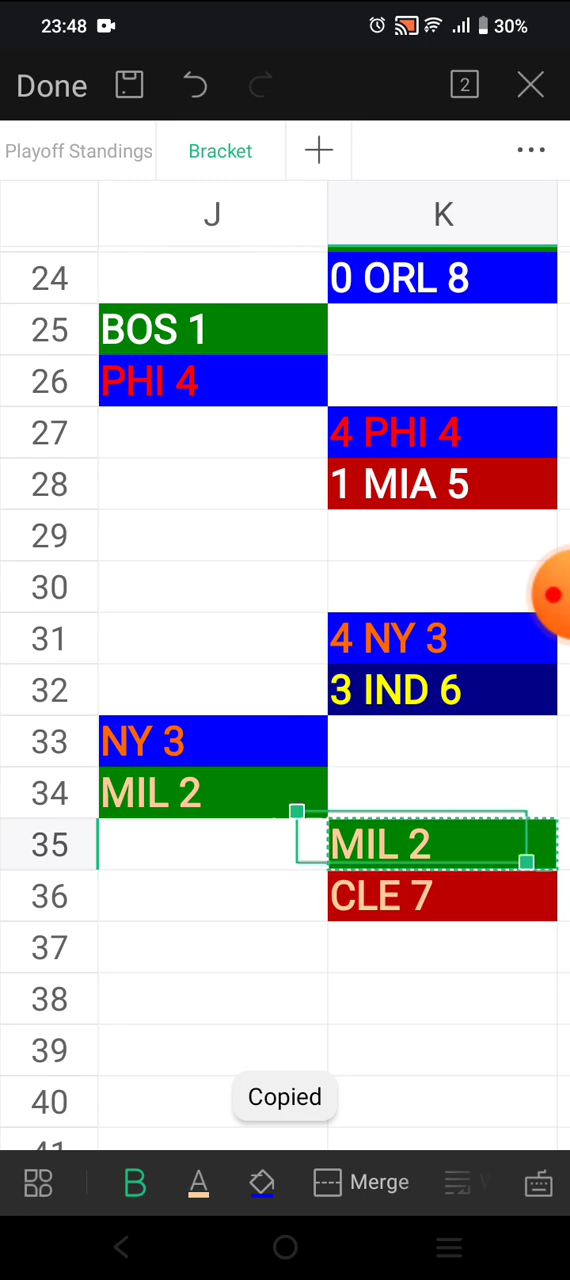 23:48 30%
Done 2
Playoff Standings Bracket
J K
24 0 ORL 8
25 BOS 1
26 PHI 4
27 4 PHI 4
28 1 MIA 5
29
30
31 4 NY 3
32 3 IND 6
33 NY 3
34 MIL 2
35 MIL 2
36 CLE 7
37
38
39
40
41
Copied
B A Merge W